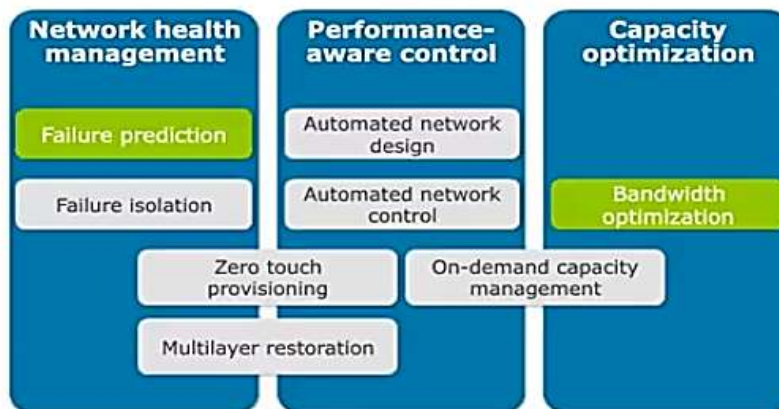 Network health
management
Performance-
aware control
Capacity
optimization
Failure prediction
Automated network
design
Failure isolation
Automated network
control
Bandwidth
optimization
Zero touch
provisioning
On-demand capacity
management
Multilayer restoration